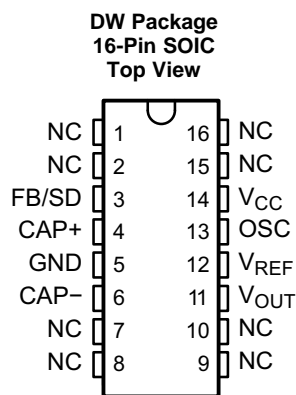 DW Package
16-Pin SOIC
Top View
NC 1 16 NC
NC 2 15 NC
FB/SD 3 14 VCC
CAP+ 4 13 OSC
GND 5 12 VREF
CAP− 6 11 VOUT
NC 7 10 NC
NC 8 9 NC